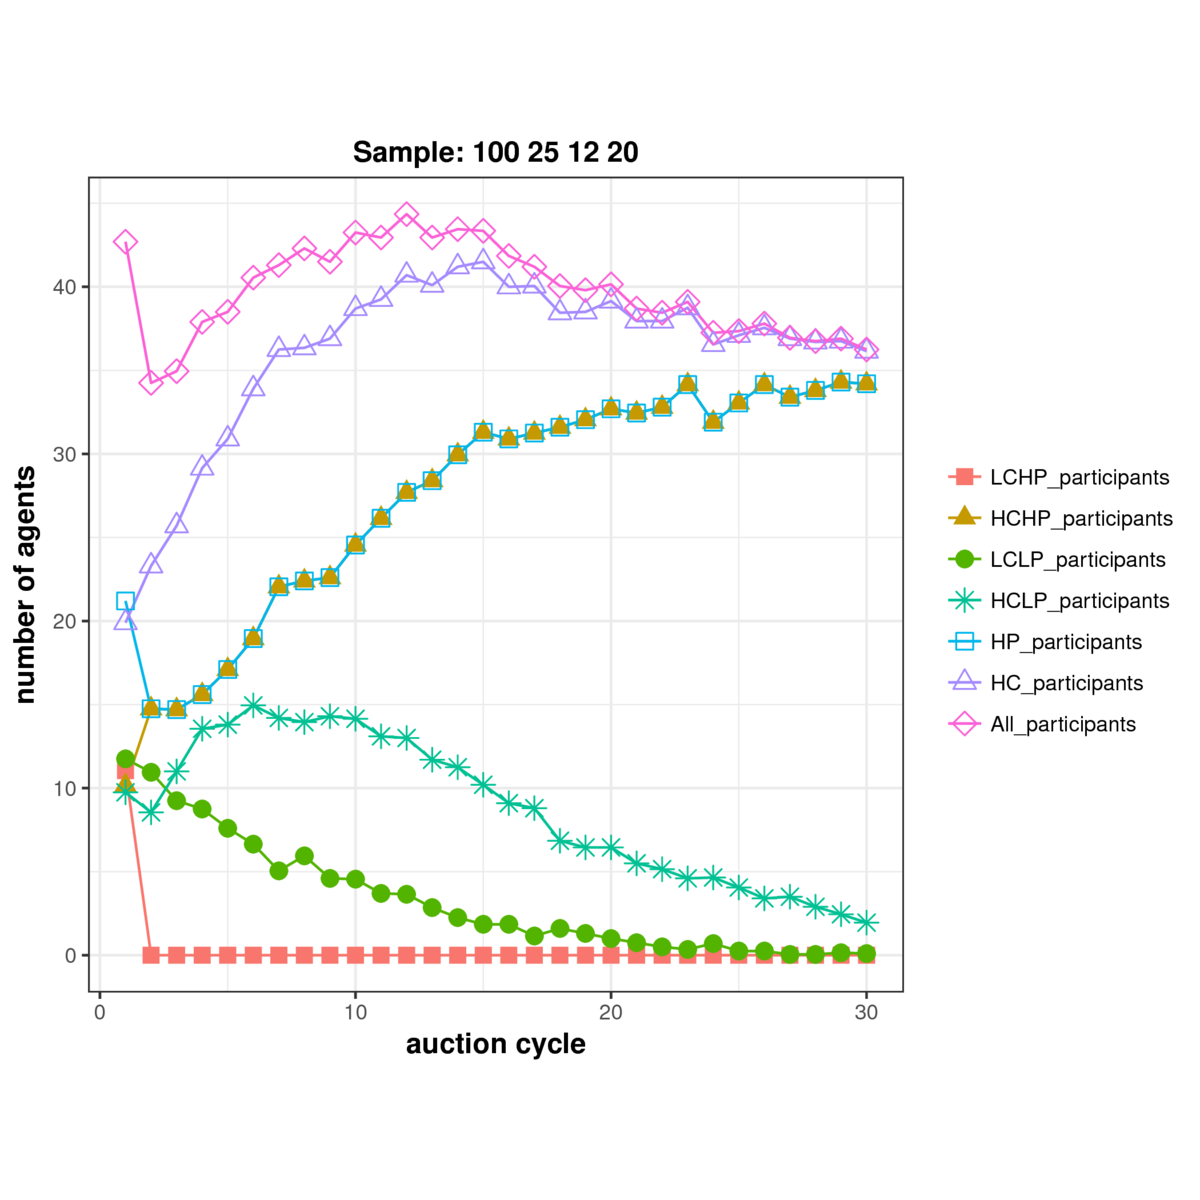 Sample: 100 25 12 20
number of agents
40
30
20
10
0
0 10 20 30
auction cycle
LCHP_participants
HCHP_participants
LCLP_participants
HCLP_participants
HP_participants
HC_participants
All_participants